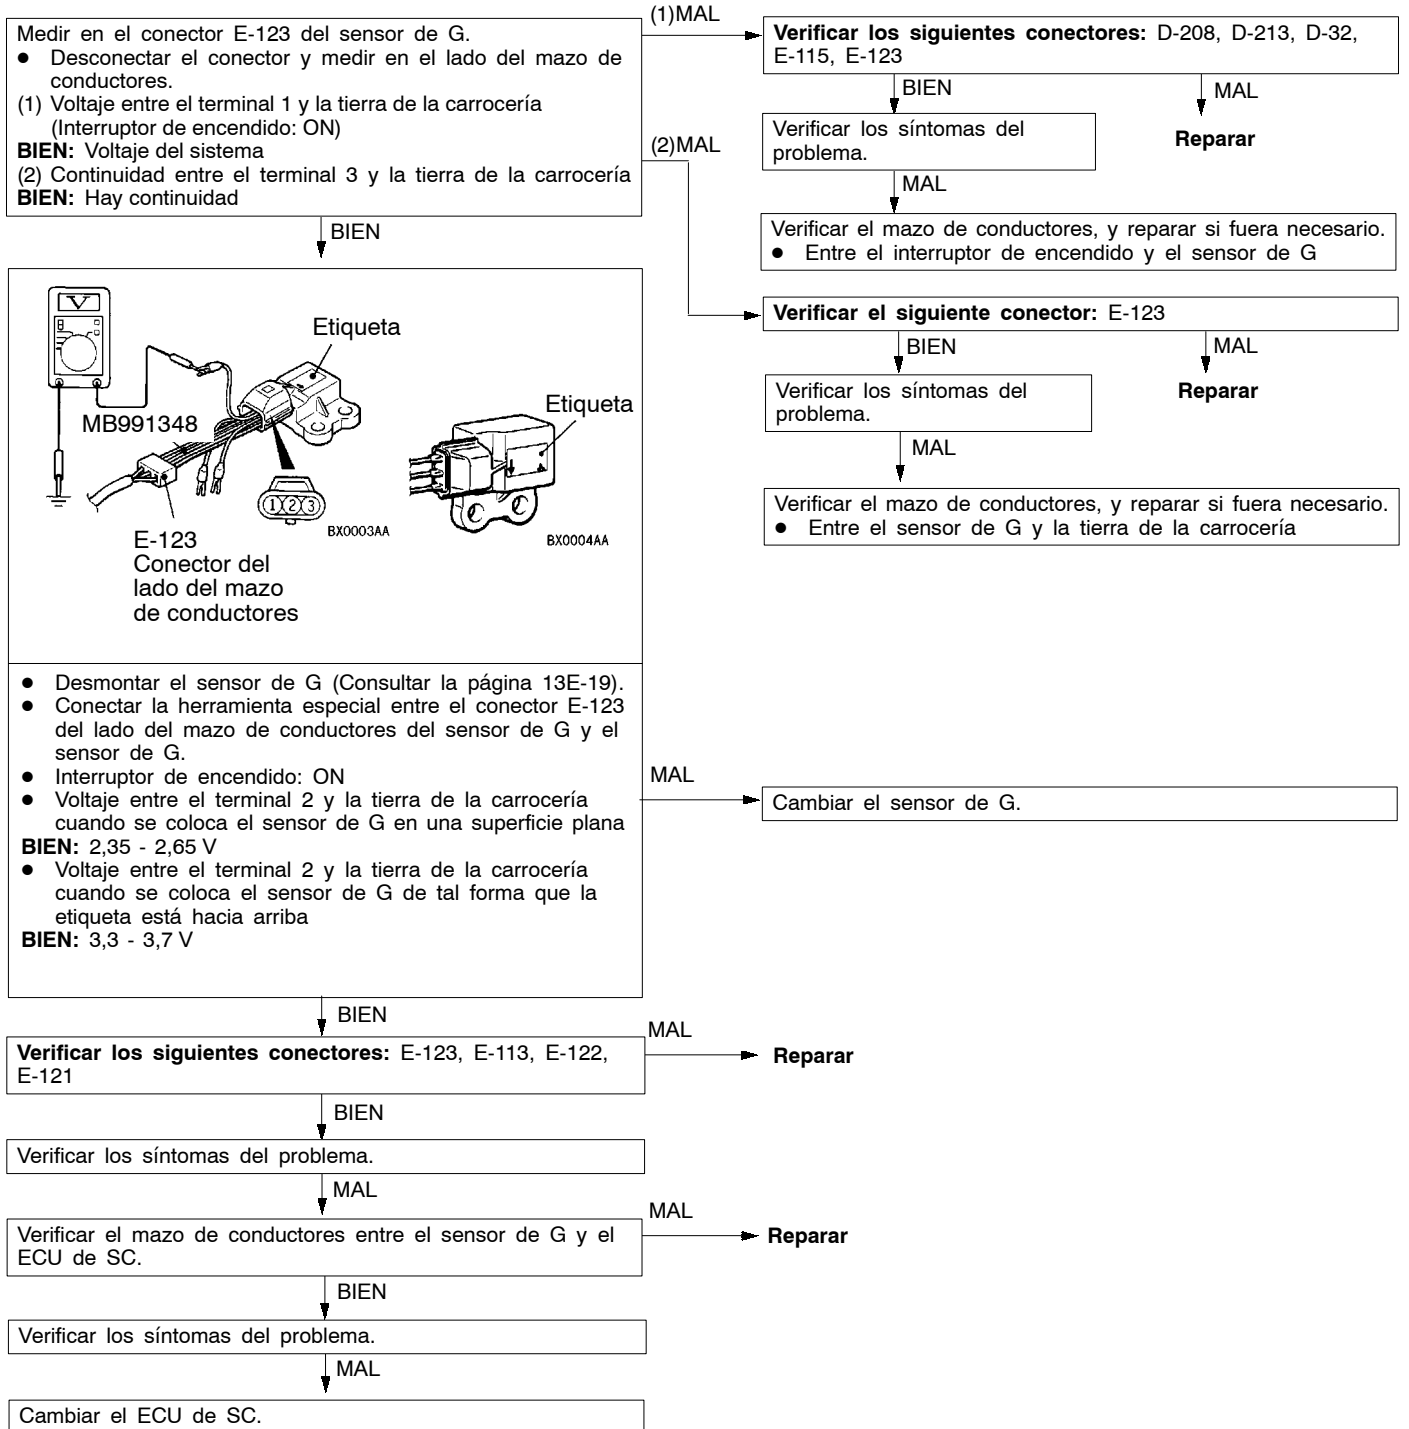 Medir en el conector E-123 del sensor de G.
● Desconectar el conector y medir en el lado del mazo de
conductores.
(1) Voltaje entre el terminal 1 y la tierra de la carrocería
(Interruptor de encendido: ON)
BIEN: Voltaje del sistema
(2) Continuidad entre el terminal 3 y la tierra de la carrocería
BIEN: Hay continuidad
(1)MAL
Verificar los siguientes conectores: D-208, D-213, D-32,
E-115, E-123
BIEN
MAL
Verificar los síntomas del
problema.
Reparar
MAL
Verificar el mazo de conductores, y reparar si fuera necesario.
● Entre el interruptor de encendido y el sensor de G
(2)MAL
Verificar el siguiente conector: E-123
BIEN
MAL
Verificar los síntomas del
problema.
Reparar
MAL
Verificar el mazo de conductores, y reparar si fuera necesario.
● Entre el sensor de G y la tierra de la carrocería
BIEN
V
Etiqueta
MB991348
Etiqueta
1 2 3
BX0003AA
BX0004AA
E-123
Conector del
lado del mazo
de conductores
● Desmontar el sensor de G (Consultar la página 13E-19).
● Conectar la herramienta especial entre el conector E-123
del lado del mazo de conductores del sensor de G y el
sensor de G.
● Interruptor de encendido: ON
● Voltaje entre el terminal 2 y la tierra de la carrocería
cuando se coloca el sensor de G en una superficie plana
BIEN: 2,35 - 2,65 V
● Voltaje entre el terminal 2 y la tierra de la carrocería
cuando se coloca el sensor de G de tal forma que la
etiqueta está hacia arriba
BIEN: 3,3 - 3,7 V
MAL
Cambiar el sensor de G.
BIEN
Verificar los siguientes conectores: E-123, E-113, E-122,
E-121
MAL
Reparar
BIEN
Verificar los síntomas del problema.
MAL
Verificar el mazo de conductores entre el sensor de G y el
ECU de SC.
MAL
Reparar
BIEN
Verificar los síntomas del problema.
MAL
Cambiar el ECU de SC.